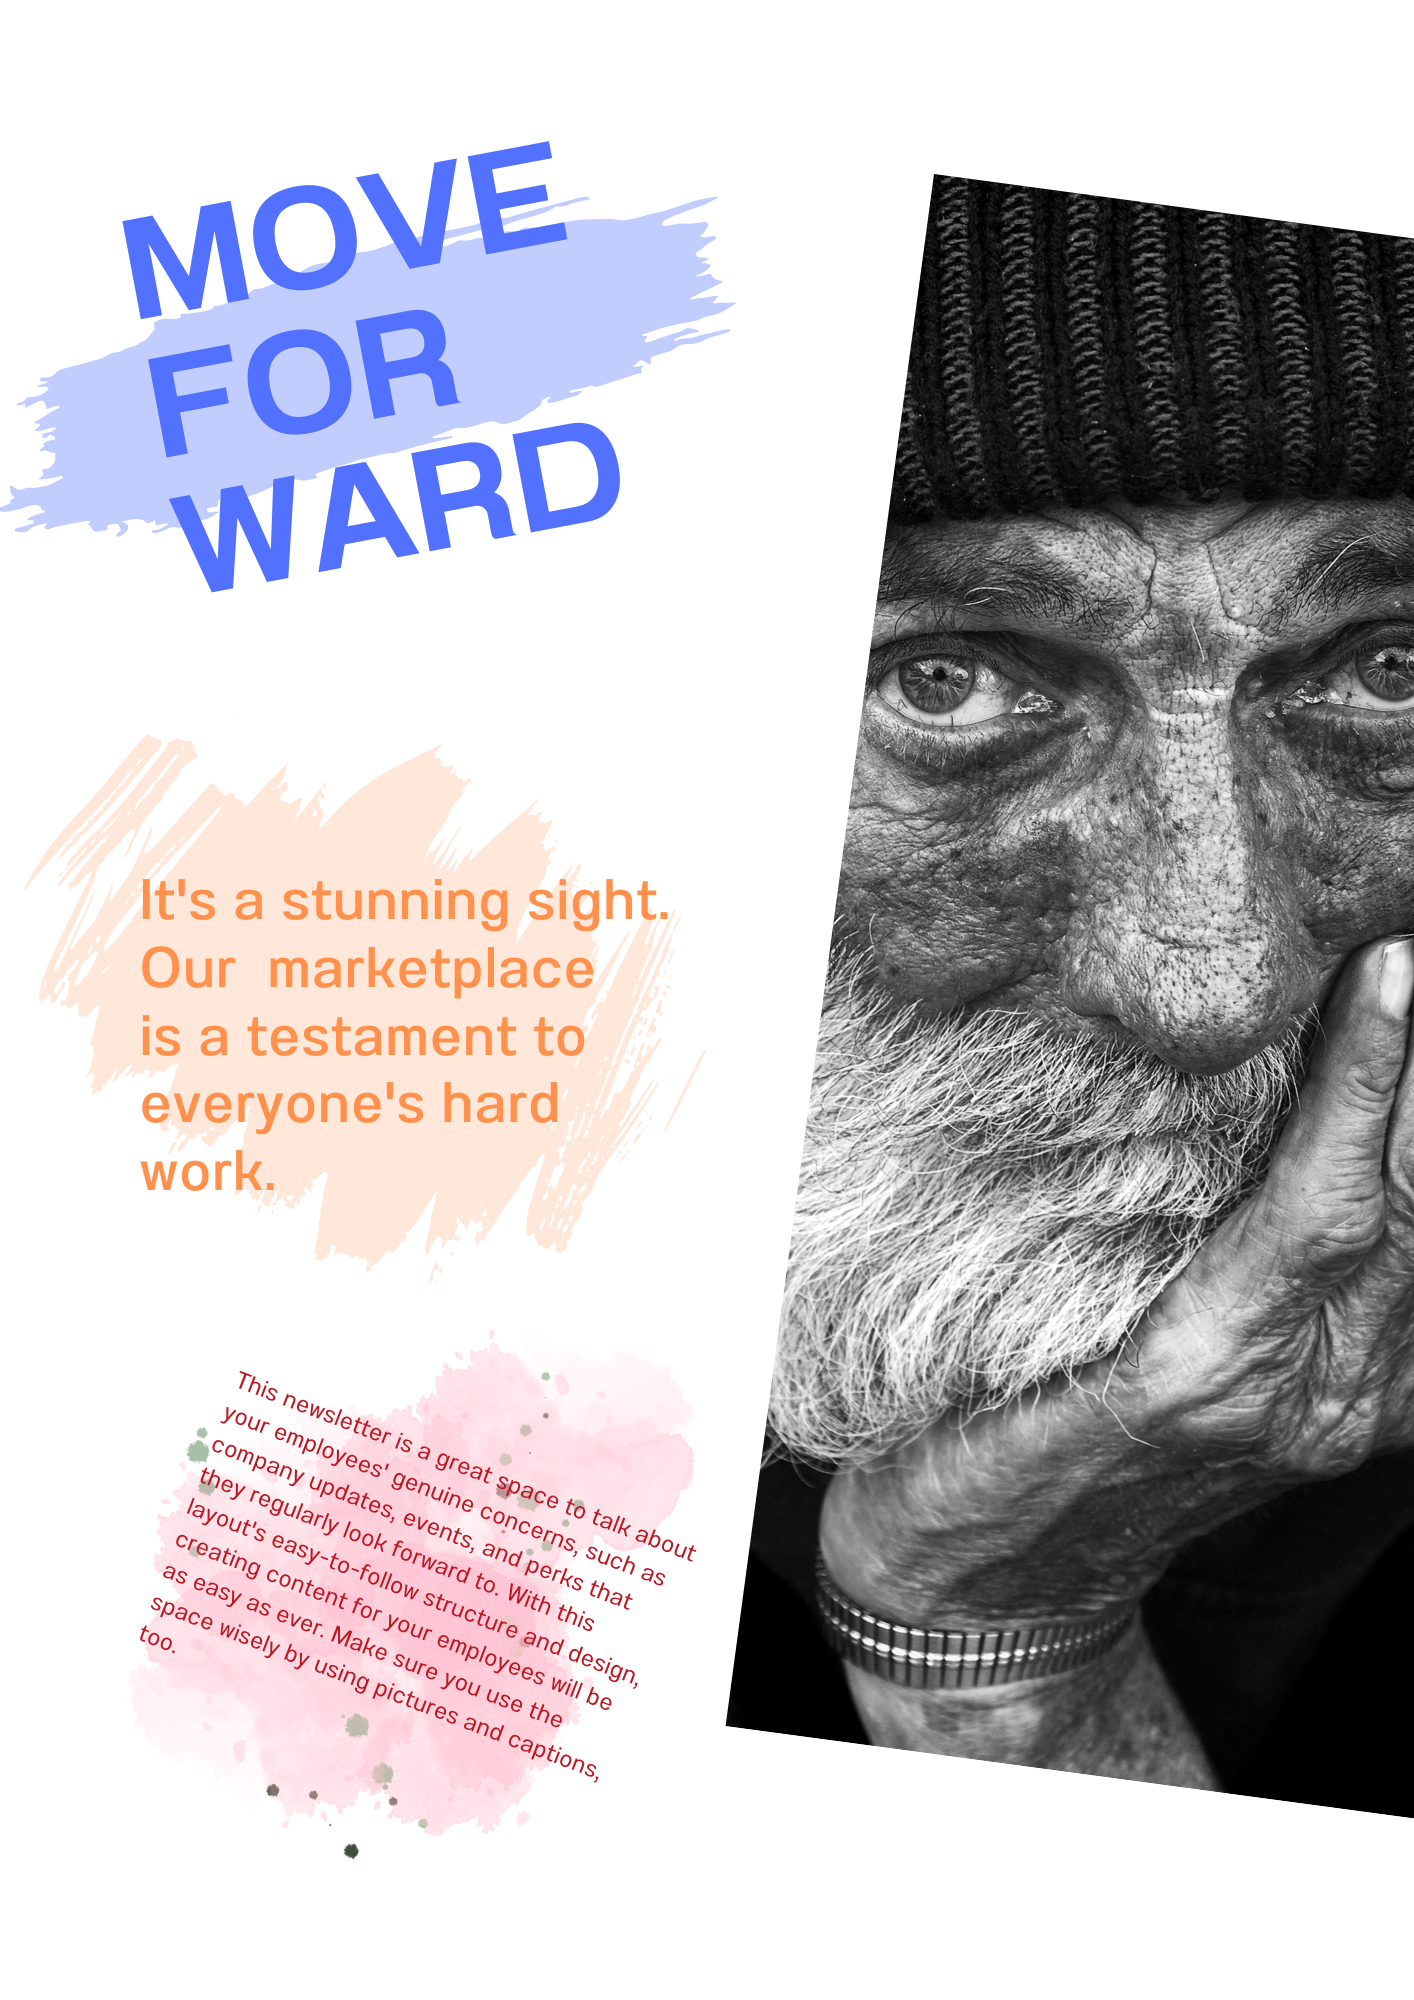 MOVE
FOR
WARD
It's a stunning sight.
Our marketplace
is a testament to
everyone's hard
work.
This newsletter is a great space to talk about
your employees' genuine concerns, such as
company updates, events, and perks that
they regularly look forward to. With this
layout's easy-to-follow structure and design,
creating content for your employees will be
as easy as ever. Make sure you use the
space wisely by using pictures and captions,
too.